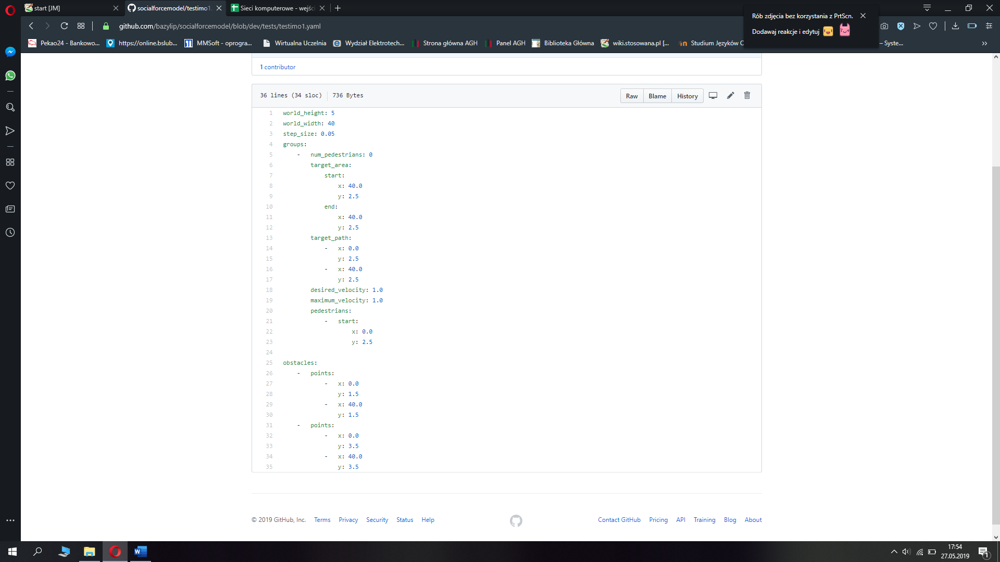 start [JM]
socialforcemodel/testimo1.
Sieci komputerowe - wejśc
github.com/bazylip/socialforcemodel/blob/dev/tests/testimo1.yaml
Rób zdjęcia bez korzystania z PrtScn.
Dodawaj reakcje i edytuj
Pekao24 - Bankowo...
https://online.bslub...
MMSoft - oprogra...
Wirtualna Uczelnia
Wydział Elektrotech...
Strona główna AGH
Panel AGH
Biblioteka Główna
wiki.stosowana.pl [...
Studium Języków C
– Syste...
1 contributor
36 lines (34 sloc) 736 Bytes
Raw Blame History
1 world_height: 5
2 world_width: 40
3 step_size: 0.05
4 groups:
5 - num_pedestrians: 0
6 target_area:
7 start:
8 x: 40.0
9 y: 2.5
10 end:
11 x: 40.0
12 y: 2.5
13 target_path:
14 - x: 0.0
15 y: 2.5
16 - x: 40.0
17 y: 2.5
18 desired_velocity: 1.0
19 maximum_velocity: 1.0
20 pedestrians:
21 - start:
22 x: 0.0
23 y: 2.5
24
25 obstacles:
26 - points:
27 - x: 0.0
28 y: 1.5
29 - x: 40.0
30 y: 1.5
31 - points:
32 - x: 0.0
33 y: 3.5
34 - x: 40.0
35 y: 3.5
© 2019 GitHub, Inc. Terms Privacy Security Status Help
Contact GitHub Pricing API Training Blog About
17:54
27.05.2019
1